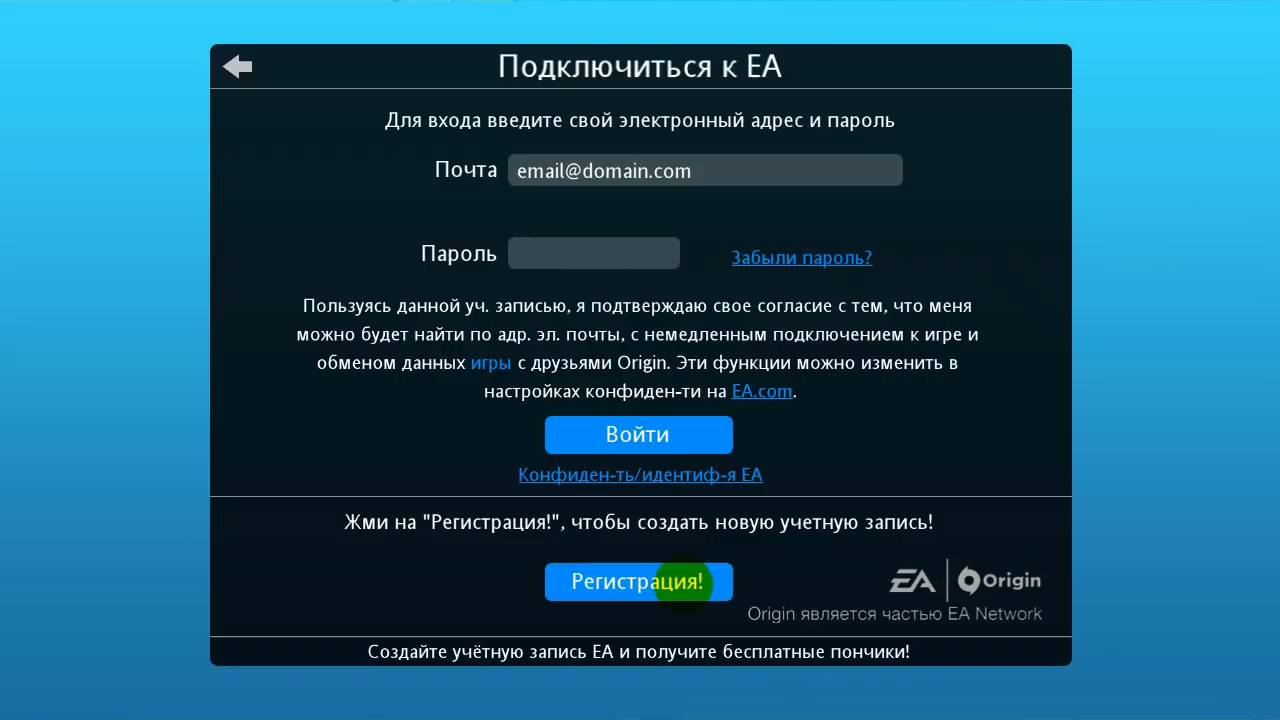 Подключиться к EA
Для входа введите свой электронный адрес и пароль
Почта email@domain.com
Пароль Забыли пароль?
Пользуясь данной уч. записью, я подтверждаю свое согласие с тем, что меня
можно будет найти по адр. эл. почты, с немедленным подключением к игре и
обменом данных игры с друзьями Origin. Эти функции можно изменить в
настройках конфиден-ти на EA.com.
Войти
Конфиден-ть/идентиф-я EA
Жми на "Регистрация!", чтобы создать новую учетную запись!
Регистрация!
EA Origin
Origin является частью EA Network
Создайте учётную запись EA и получите бесплатные пончики!